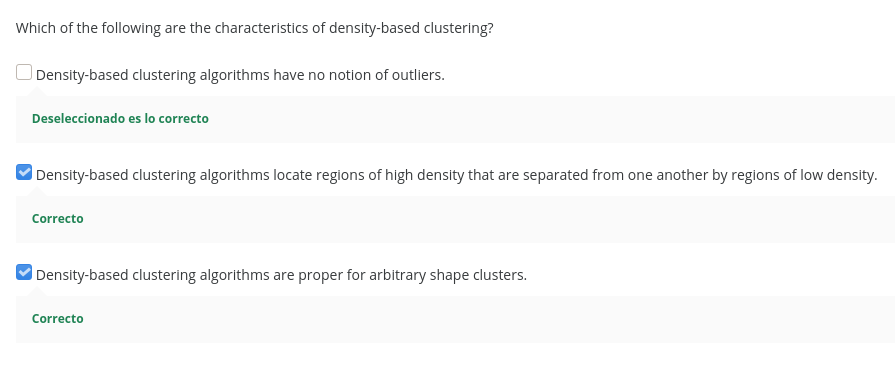 Which of the following are the characteristics of density-based clustering?
Density-based clustering algorithms have no notion of outliers.
Deseleccionado es lo correcto
Density-based clustering algorithms locate regions of high density that are separated from one another by regions of low density.
Correcto
Density-based clustering algorithms are proper for arbitrary shape clusters.
Correcto